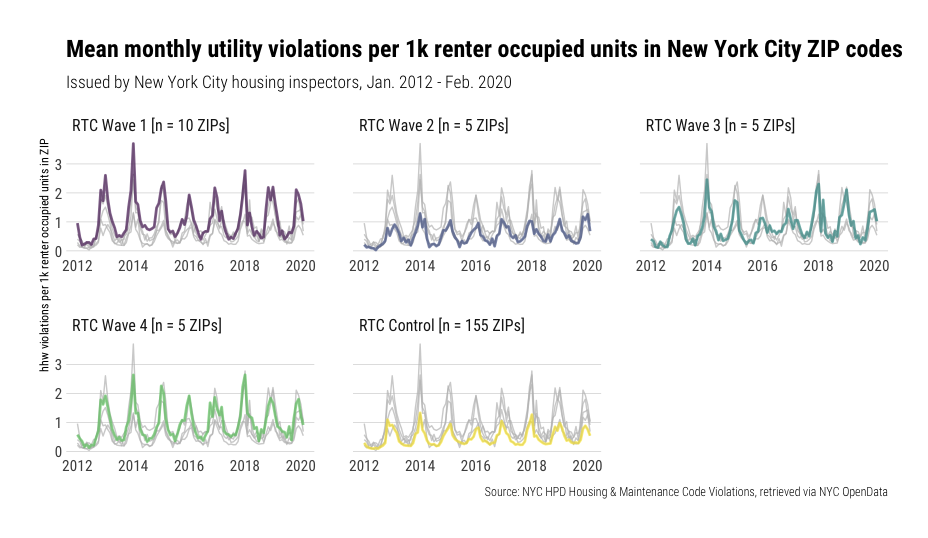 Mean monthly utility violations per 1k renter occupied units in New York City ZIP codes
Issued by New York City housing inspectors, Jan. 2012 - Feb. 2020
hhw violations per 1k renter occupied units in ZIP
RTC Wave 1 [n = 10 ZIPs]
RTC Wave 2 [n = 5 ZIPs]
RTC Wave 3 [n = 5 ZIPs]
3
2
1
0
2012 2014 2016 2018 2020
2012 2014 2016 2018 2020
2012 2014 2016 2018 2020
RTC Wave 4 [n = 5 ZIPs]
RTC Control [n = 155 ZIPs]
3
2
1
0
2012 2014 2016 2018 2020
2012 2014 2016 2018 2020
Source: NYC HPD Housing & Maintenance Code Violations, retrieved via NYC OpenData